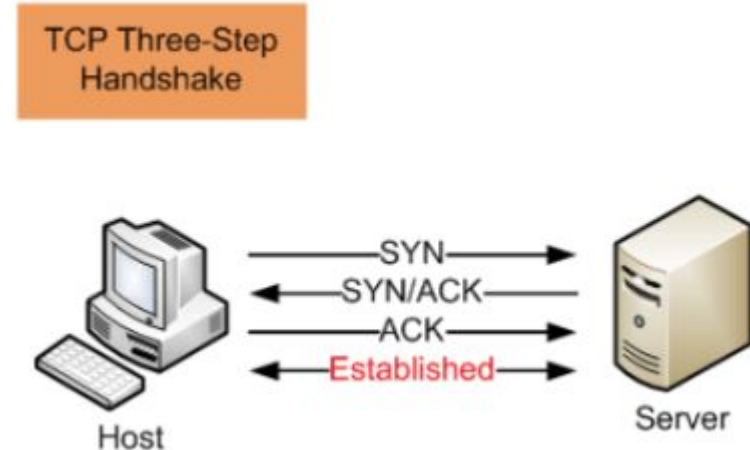 TCP Three-Step
Handshake
SYN
SYN/ACK
ACK
Established
Host
Server